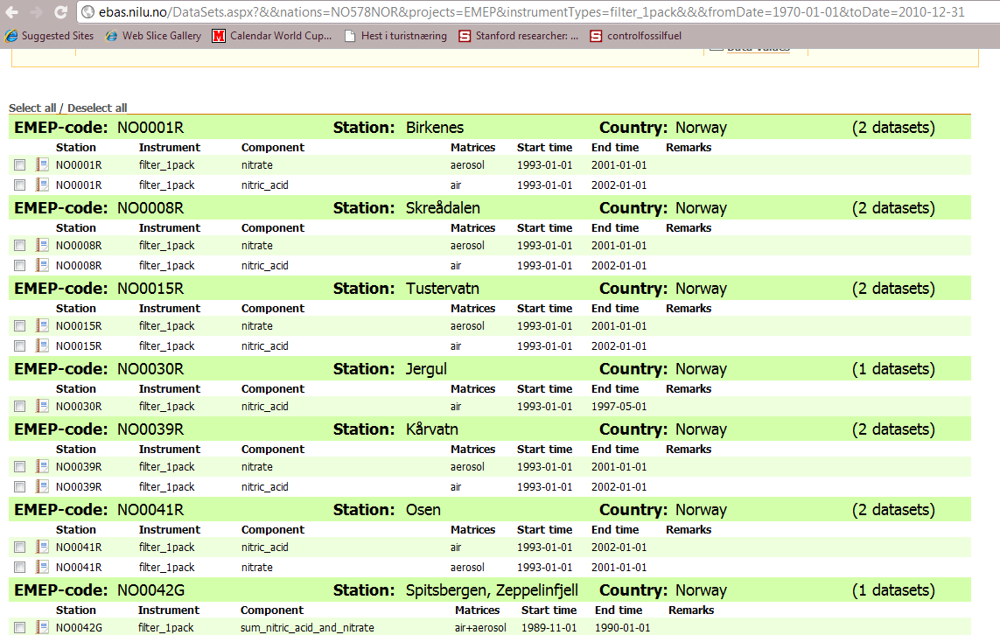 ebas.nilu.no/DataSets.aspx?&&nations=NO578NOR&projects=EMEP&instrumentTypes=filter_1pack&&&fromDate=1970-01-01&toDate=2010-12-31
Suggested Sites Web Slice Gallery M Calendar World Cup... Hest i turistnæring S Stanford researcher: ... S controlfossilfuel
Data values
Select all / Deselect all
EMEP-code: NO0001R Station: Birkenes Country: Norway (2 datasets)
Station Instrument Component Matrices Start time End time Remarks
NO0001R filter_1pack nitrate aerosol 1993-01-01 2001-01-01
NO0001R filter_1pack nitric_acid air 1993-01-01 2002-01-01
EMEP-code: NO0008R Station: Skreådalen Country: Norway (2 datasets)
Station Instrument Component Matrices Start time End time Remarks
NO0008R filter_1pack nitrate aerosol 1993-01-01 2001-01-01
NO0008R filter_1pack nitric_acid air 1993-01-01 2002-01-01
EMEP-code: NO0015R Station: Tustervatn Country: Norway (2 datasets)
Station Instrument Component Matrices Start time End time Remarks
NO0015R filter_1pack nitrate aerosol 1993-01-01 2001-01-01
NO0015R filter_1pack nitric_acid air 1993-01-01 2002-01-01
EMEP-code: NO0030R Station: Jergul Country: Norway (1 datasets)
Station Instrument Component Matrices Start time End time Remarks
NO0030R filter_1pack nitric_acid air 1993-01-01 1997-05-01
EMEP-code: NO0039R Station: Kårvatn Country: Norway (2 datasets)
Station Instrument Component Matrices Start time End time Remarks
NO0039R filter_1pack nitrate aerosol 1993-01-01 2001-01-01
NO0039R filter_1pack nitric_acid air 1993-01-01 2002-01-01
EMEP-code: NO0041R Station: Osen Country: Norway (2 datasets)
Station Instrument Component Matrices Start time End time Remarks
NO0041R filter_1pack nitric_acid air 1993-01-01 2002-01-01
NO0041R filter_1pack nitrate aerosol 1993-01-01 2001-01-01
EMEP-code: NO0042G Station: Spitsbergen, Zeppelinfjell Country: Norway (1 datasets)
Station Instrument Component Matrices Start time End time Remarks
NO0042G filter_1pack sum_nitric_acid_and_nitrate air+aerosol 1989-11-01 1990-01-01